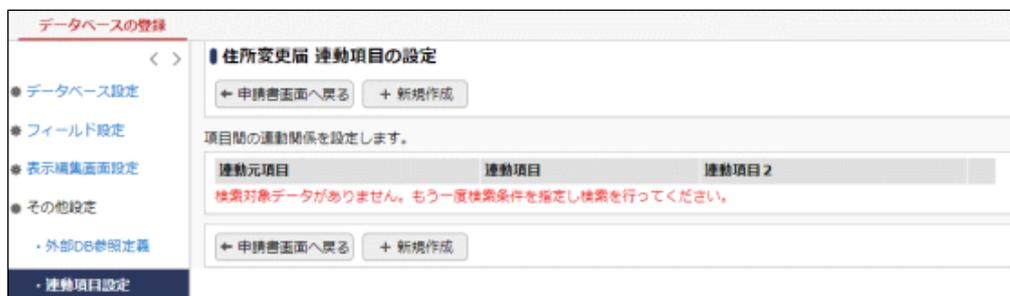 データベースの登録
< >
データベース設定
フィールド設定
表示編集画面設定
その他設定
・外部DB参照定義
・連動項目設定
住所変更届 連動項目の設定
← 申請書画面へ戻る + 新規作成
項目間の連動関係を設定します。
連動元項目 連動項目 連動項目2
検索対象データがありません。もう一度検索条件を指定し検索を行ってください。
← 申請書画面へ戻る + 新規作成